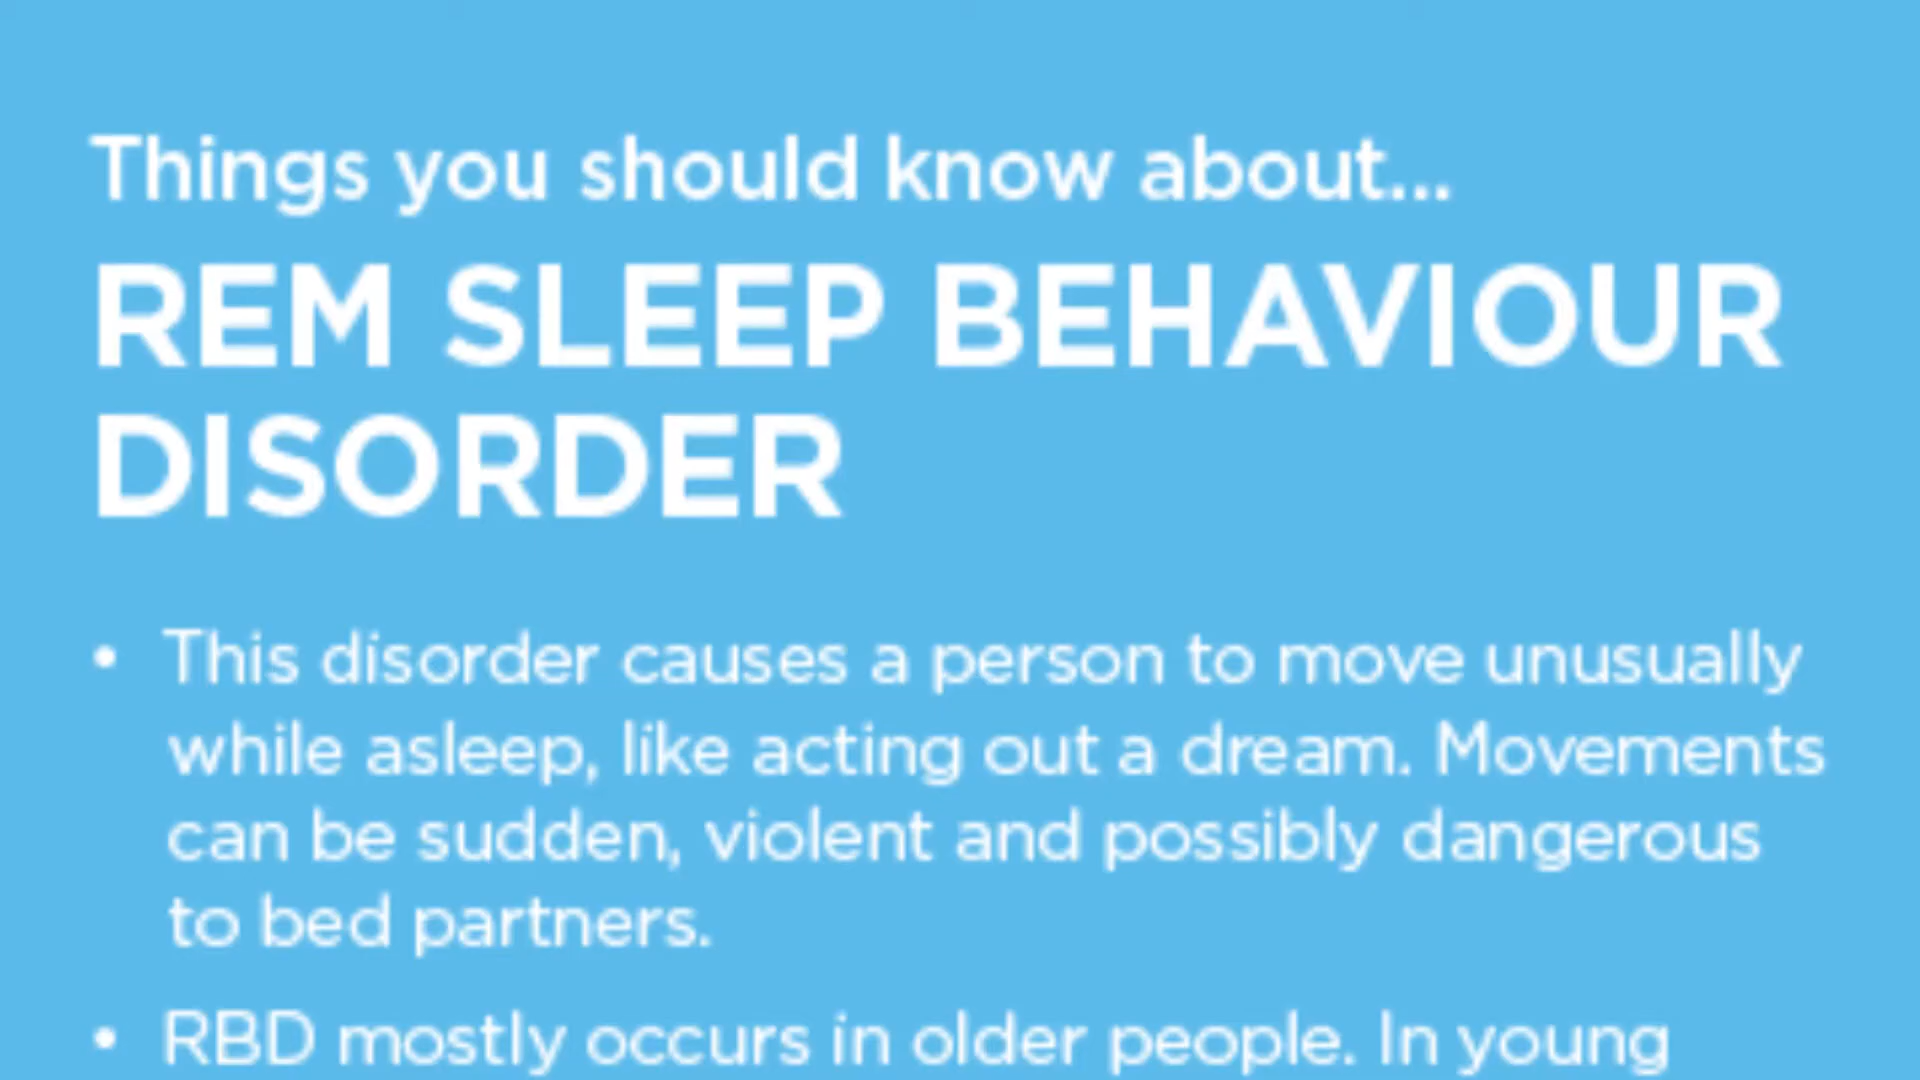 Things you should know about...
REM SLEEP BEHAVIOUR
DISORDER
• This disorder causes a person to move unusually
while asleep, like acting out a dream. Movements
can be sudden, violent and possibly dangerous
to bed partners.
• RBD mostly occurs in older people. In young